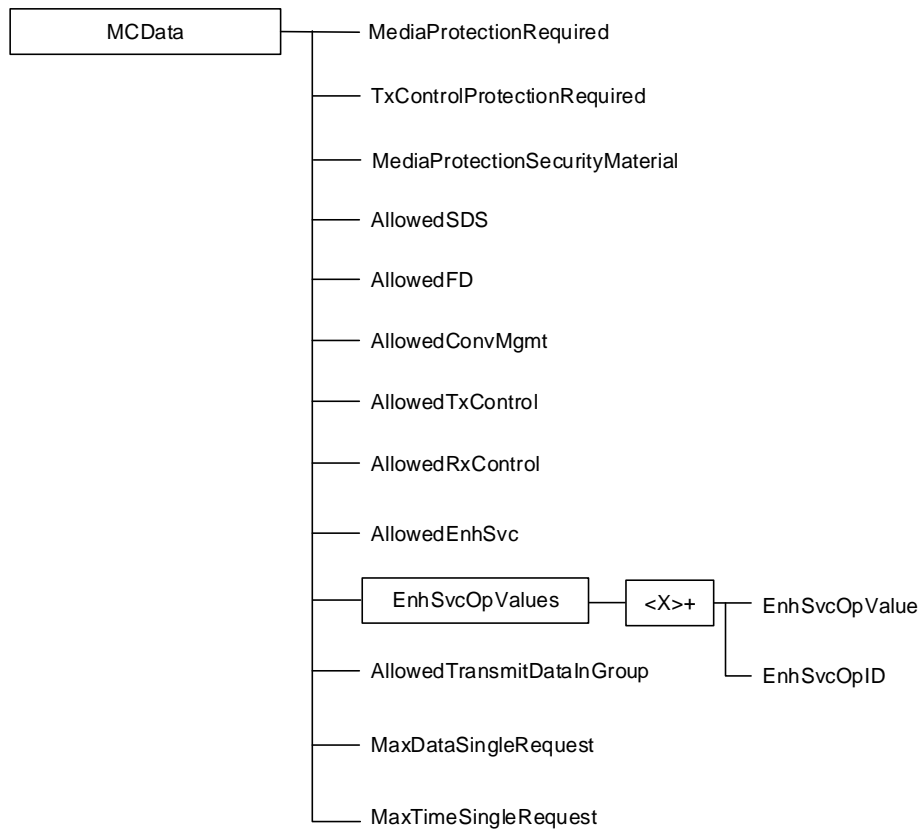 MCData
MediaProtectionRequired
TxControlProtectionRequired
MediaProtectionSecurityMaterial
AllowedSDS
AllowedFD
AllowedConvMgmt
AllowedTxControl
AllowedRxControl
AllowedEnhSvc
EnhSvcOpValues
<X>+
EnhSvcOpValue
EnhSvcOpID
AllowedTransmitDataInGroup
MaxDataSingleRequest
MaxTimeSingleRequest